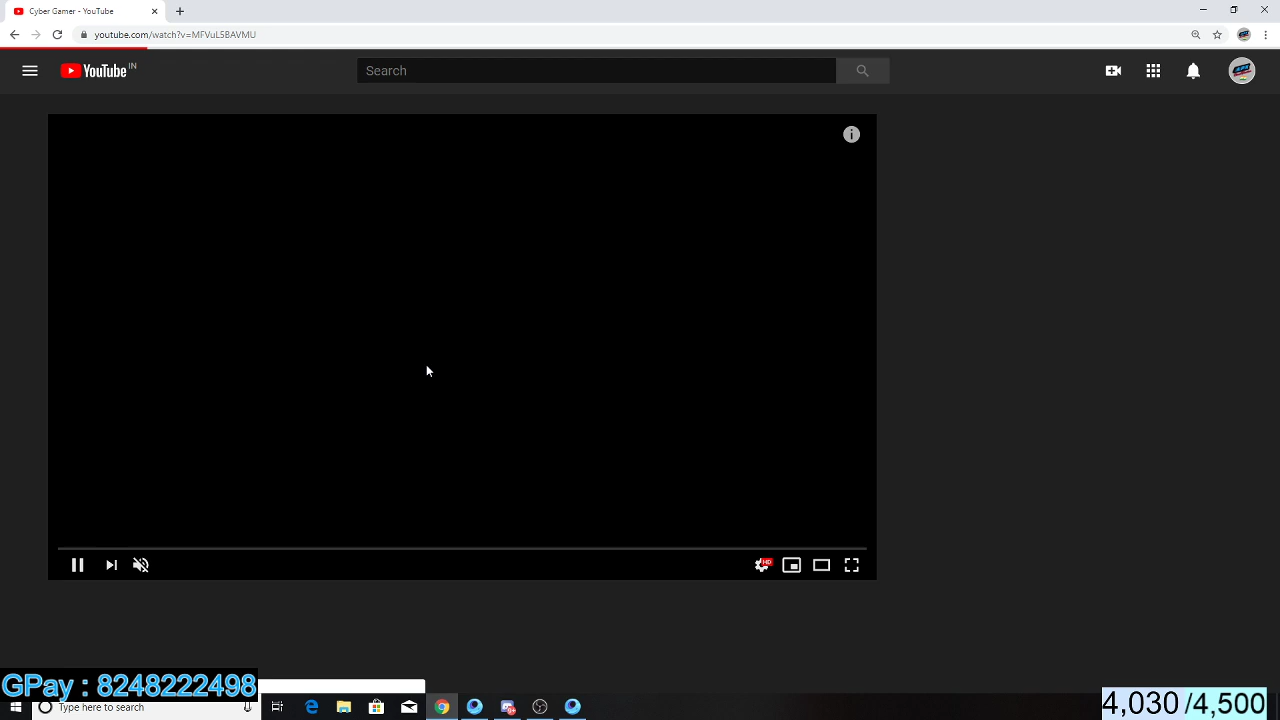 Cyber Gamer - YouTube
youtube.com/watch?v=MFVuL5BAVMU
YouTube IN
Search
HD
GPay : 8248222498
Type here to search
4,030 /4,500